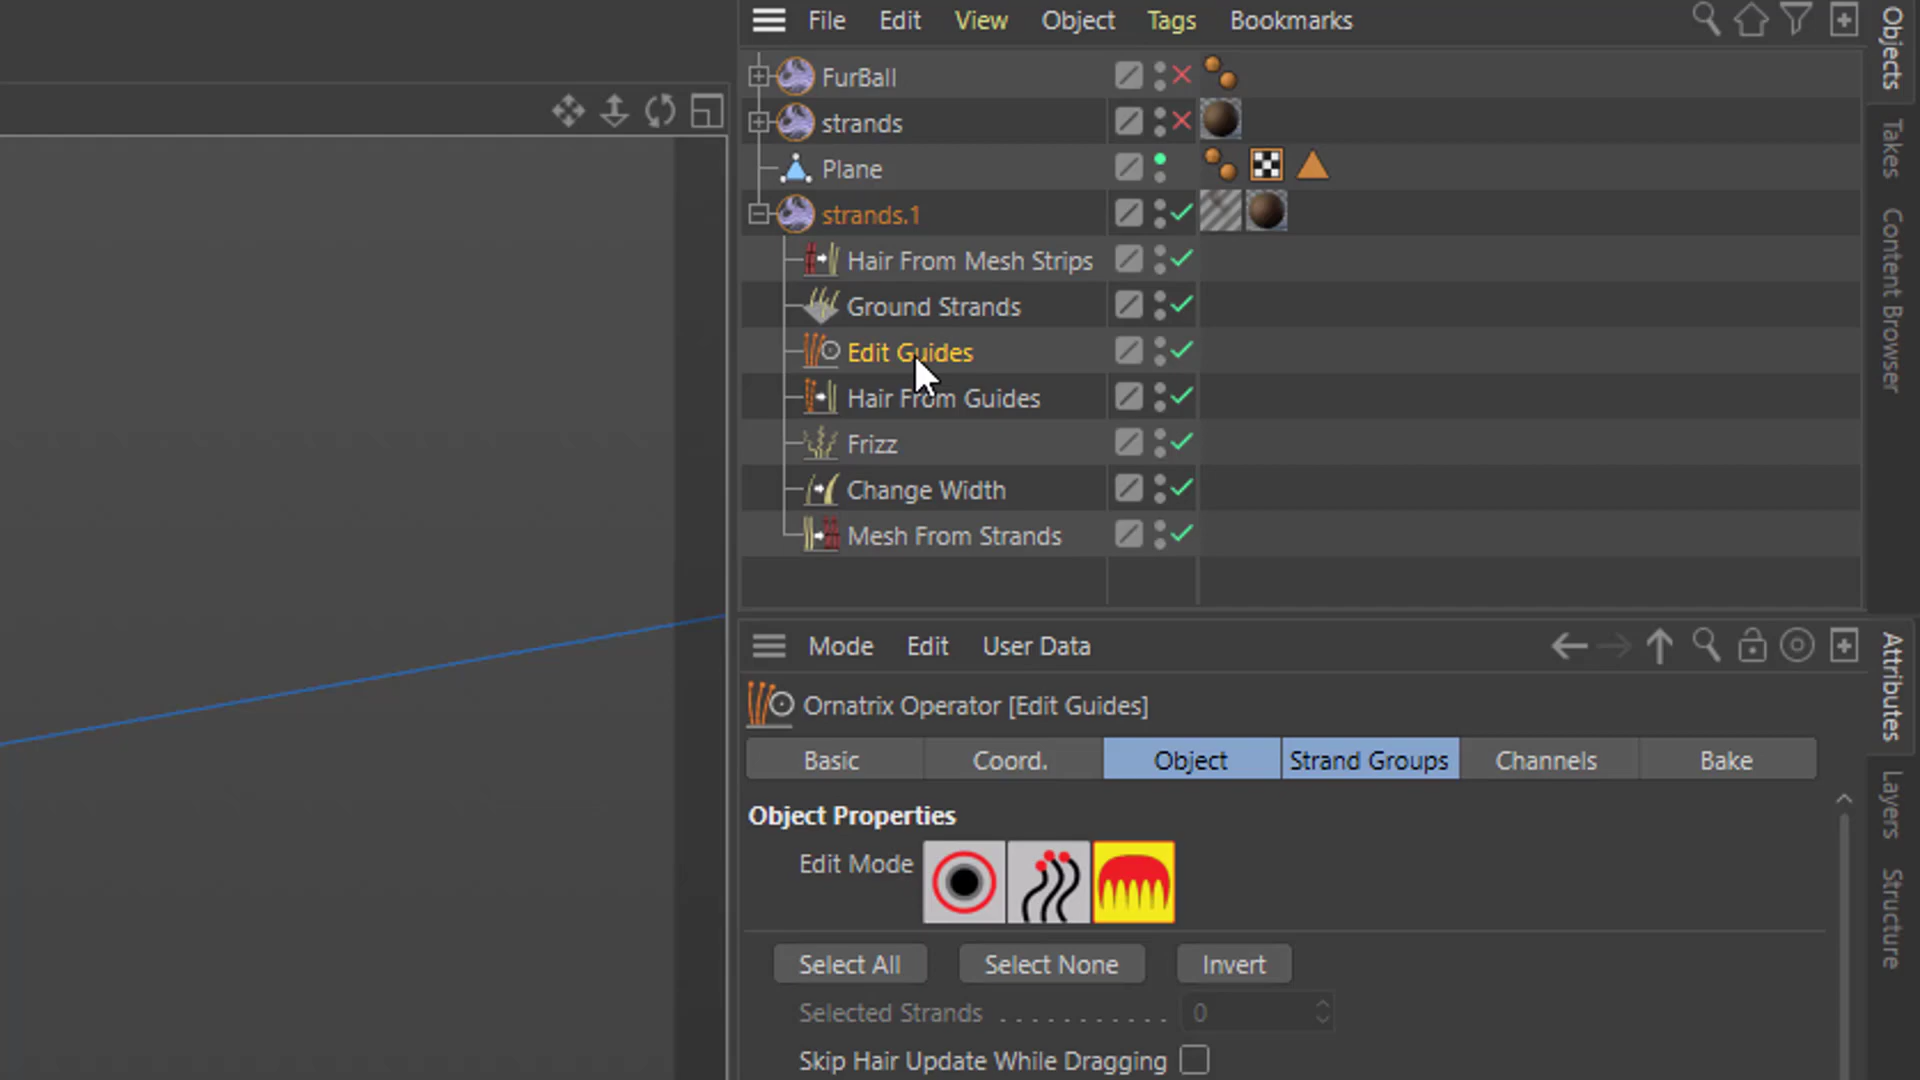 File Edit View Object Tags Bookmarks
FurBall
strands
Plane
strands.1
Hair From Mesh Strips
Ground Strands
Edit Guides
Hair From Guides
Frizz
Change Width
Mesh From Strands
Objects
Takes
Content Browser
Mode Edit User Data
Ornatrix Operator [Edit Guides]
Basic Coord. Object Strand Groups Channels Bake
Object Properties
Edit Mode
Select All Select None Invert
Selected Strands . . . . . . . . . . . 0
Skip Hair Update While Dragging
Attributes
Layers
Structure